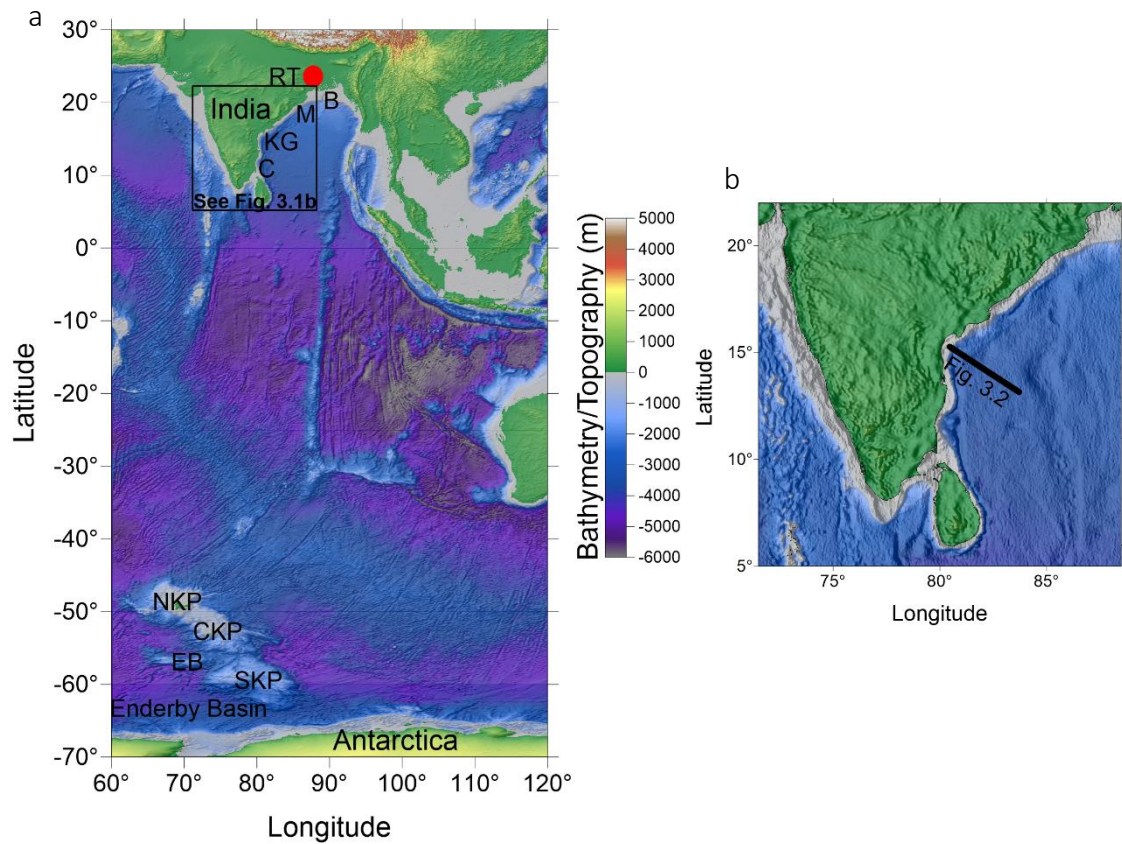 a
30°
20°
10°
0°
-10°
-20°
-30°
-40°
-50°
-60°
-70°
Latitude
60° 70° 80° 90° 100° 110° 120°
Longitude
RT
India
B
M
KG
C
See Fig. 3.1b
NKP
CKP
EB
SKP
Enderby Basin
Antarctica
Bathymetry/Topography (m)
5000
4000
3000
2000
1000
0
-1000
-2000
-3000
-4000
-5000
-6000
b
20°
15°
10°
5°
Latitude
Fig. 3.2
75° 80° 85°
Longitude